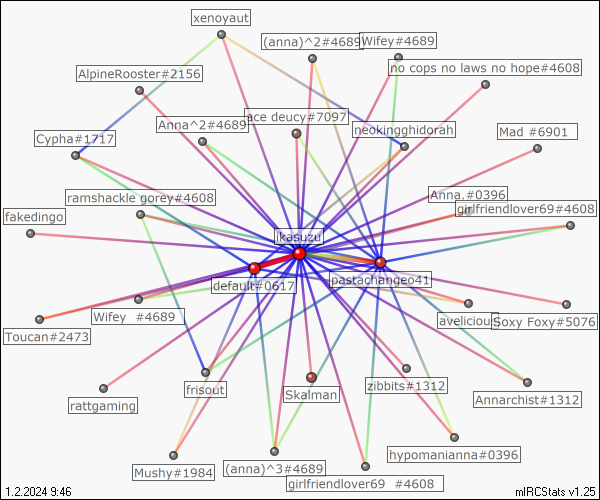 xenoyaut
(anna)^2#4689
Wifey#4689
no cops no laws no hope#4608
AlpineRooster#2156
Anna^2#4689
ace deucy#7097
neokingghidorah
Mad #6901
Cypha#1717
ramshackle gorey#4608
Anna.#0396
girlfriendlover69#4608
fakedingo
ikasuzu
default#0617
pastachangeo41
Wifey  #4689
avelicious
Soxy Foxy#5076
Toucan#2473
rattgaming
frisout
Skalman
zibbits#1312
Annarchist#1312
Mushy#1984
(anna)^3#4689
hypomanianna#0396
girlfriendlover69  #4608
1.2.2024 9:46
mIRCStats v1.25